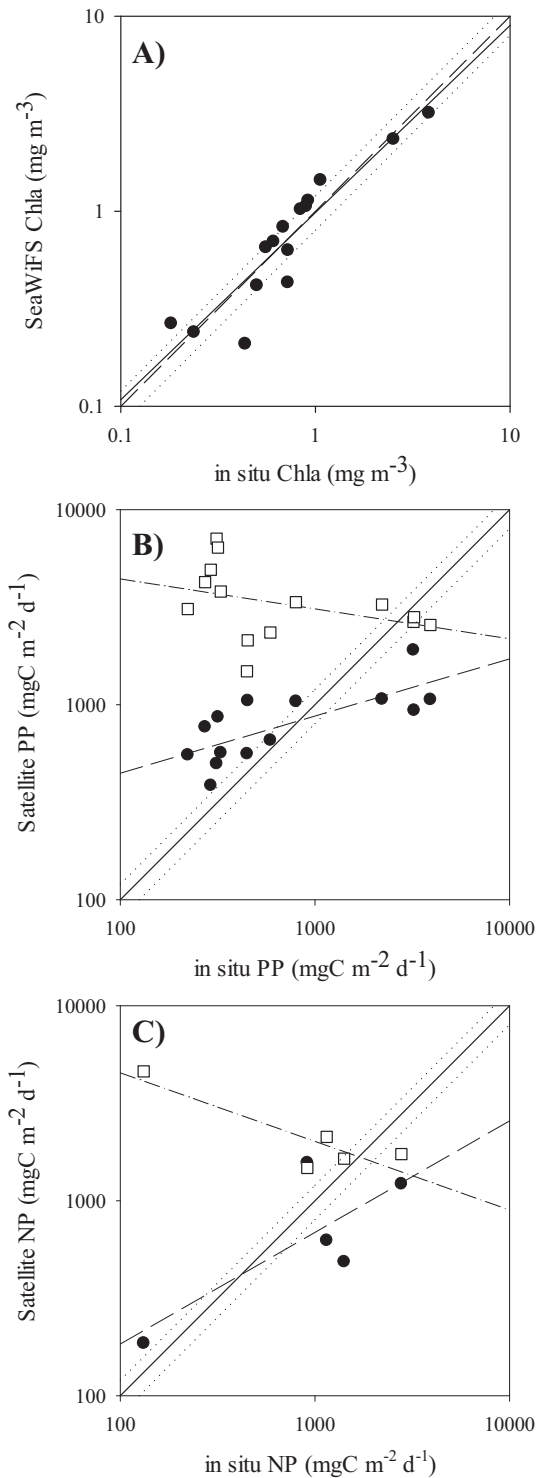 10
A)
SeaWiFS Chla (mg m-3)
1
0.1
0.1 1 10
in situ Chla (mg m-3)
10000
B)
Satellite PP (mgC m-2 d-1)
1000
100
100 1000 10000
in situ PP (mgC m-2 d-1)
10000
C)
Satellite NP (mgC m-2 d-1)
1000
100
100 1000 10000
in situ NP (mgC m-2 d-1)